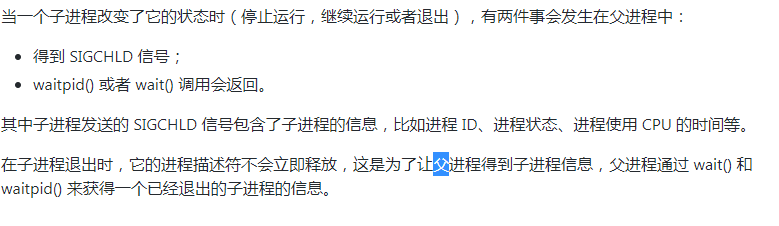 当一个子进程改变了它的状态时（停止运行，继续运行或者退出），有两件事会发生在父进程中：
得到 SIGCHLD 信号；
waitpid() 或者 wait() 调用会返回。
其中子进程发送的 SIGCHLD 信号包含了子进程的信息，比如进程 ID、进程状态、进程使用 CPU 的时间等。
在子进程退出时，它的进程描述符不会立即释放，这是为了让父进程得到子进程信息，父进程通过 wait() 和
waitpid() 来获得一个已经退出的子进程的信息。